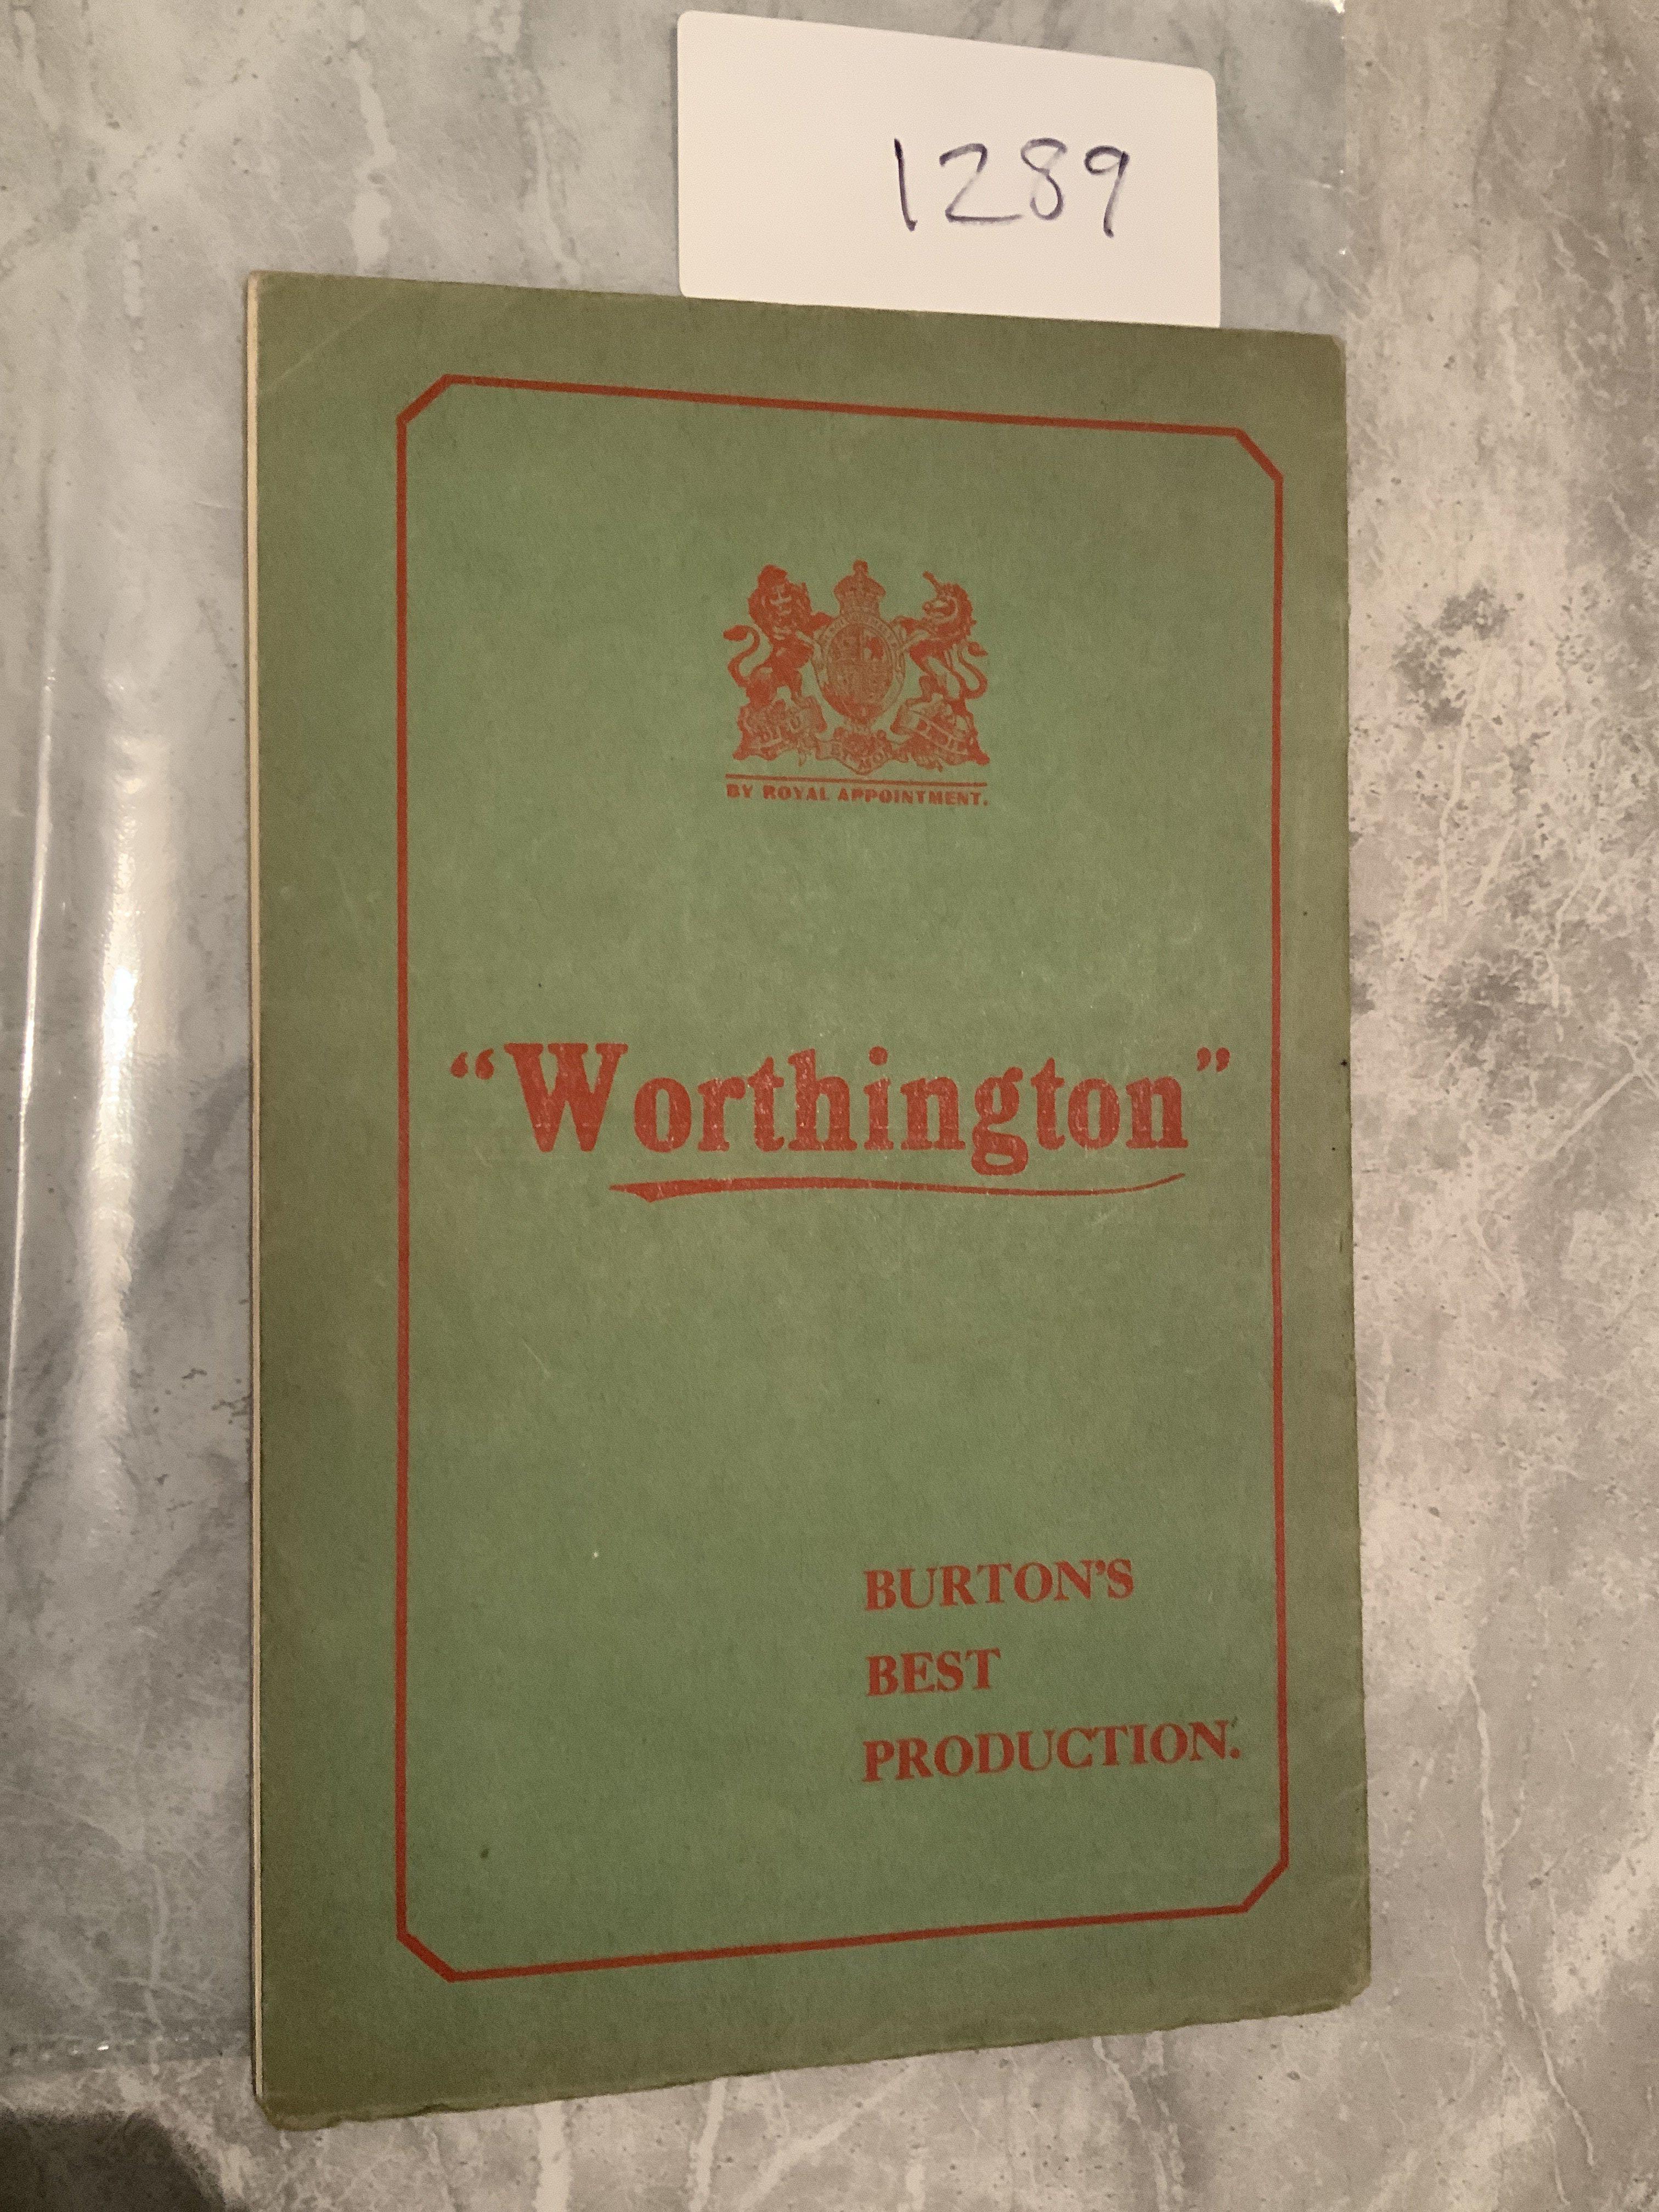 1289
BY ROYAL APPOINTMENT.
“Worthington”
BURTON'S
BEST
PRODUCTION.